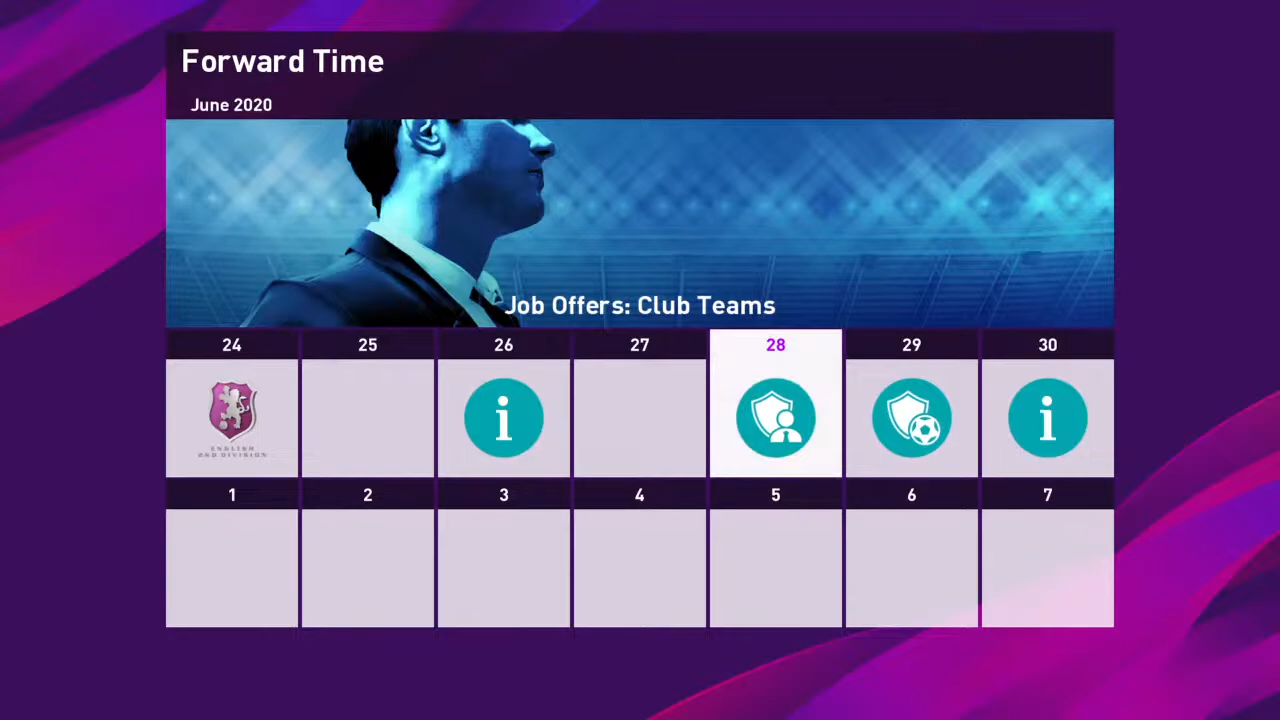 Forward Time
June 2020
Job Offers: Club Teams
24 25 26 27 28 29 30
i i
ENGLISH
2ND DIVISION
1 2 3 4 5 6 7